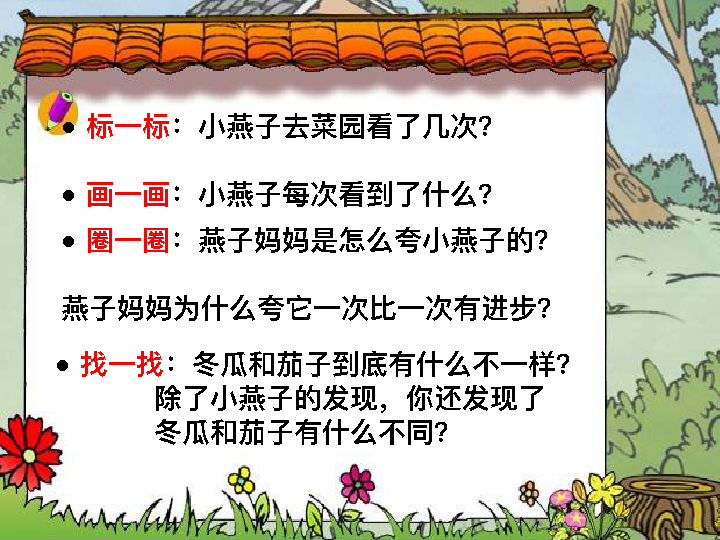 • 标一标：小燕子去菜园看了几次？
• 画一画：小燕子每次看到了什么？
• 圈一圈：燕子妈妈是怎么夸小燕子的？
燕子妈妈为什么夸它一次比一次有进步？
• 找一找：冬瓜和茄子到底有什么不一样？
除了小燕子的发现，你还发现了
冬瓜和茄子有什么不同？